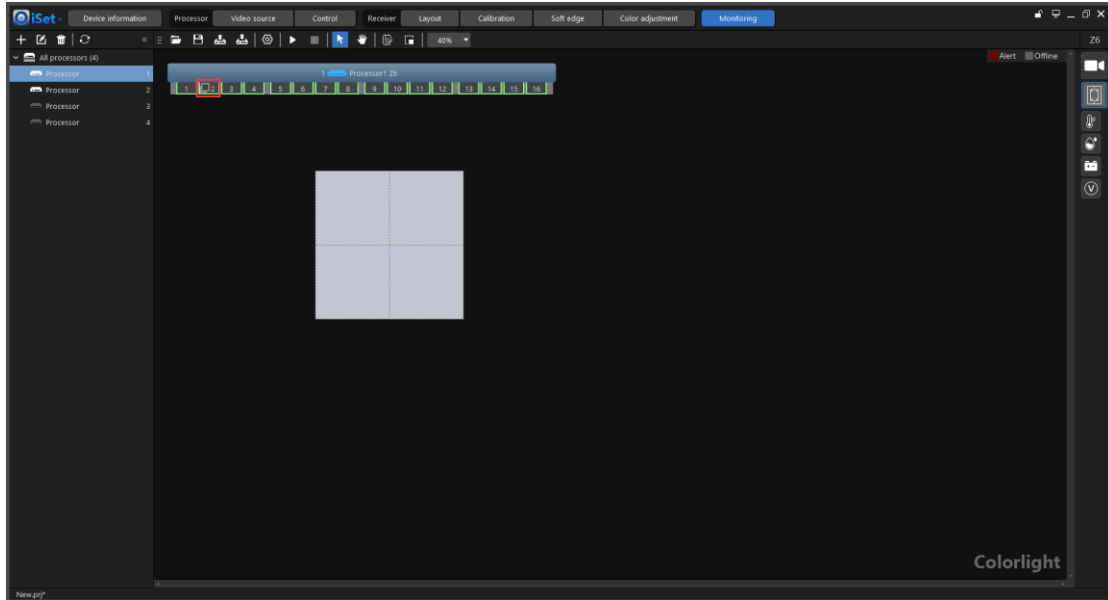 iSet - Device information Processor Video source Control Receiver Layout Calibration Soft edge Color adjustment Monitoring
40% Z6
All processors (4) Alert Offline
Processor 1
Processor 2
Processor 3
Processor 4
1 Processor1 Z6
1 2 3 4 5 6 7 8 9 10 11 12 13 14 15 16
V
Colorlight
New.prj*